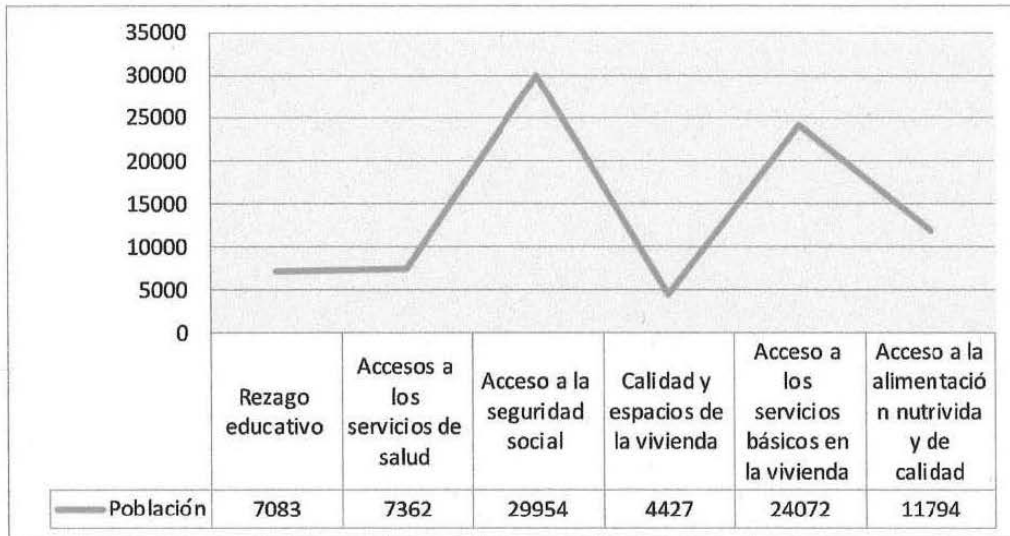 35000
30000
25000
20000
15000
10000
5000
0
Rezago
educativo
Accesos a
los
servicios de
salud
Acceso a la
seguridad
social
Calidad y
espacios de
la vivienda
Acceso a
los
servicios
básicos en
la vivienda
Acceso a la
alimentació
n nutrivida
y de
calidad
Población 7083 7362 29954 4427 24072 11794